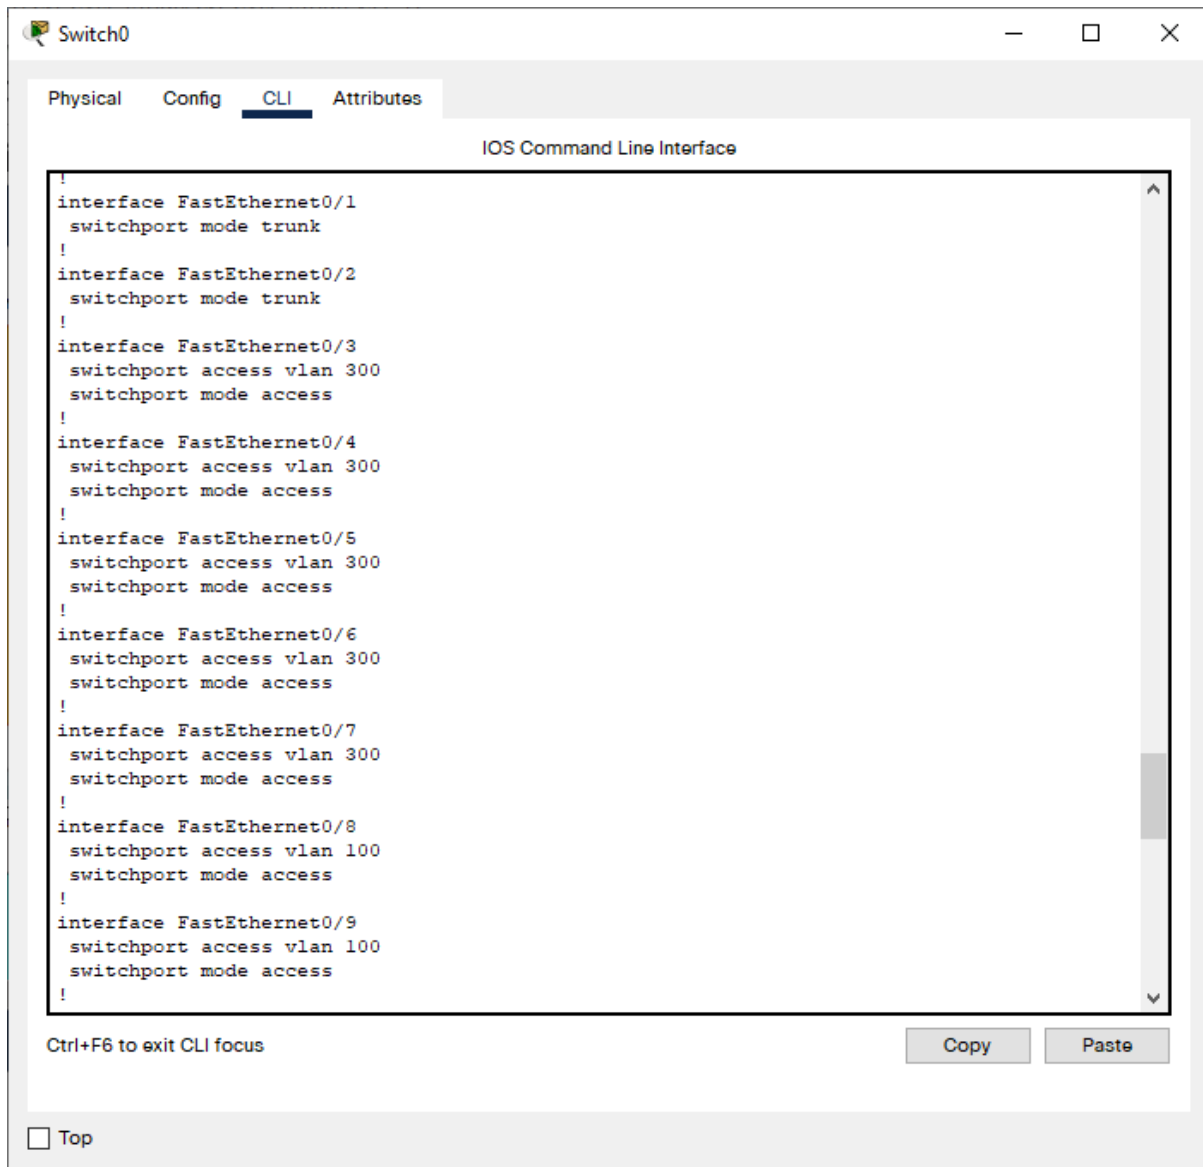 Switch0
Physical Config CLI Attributes
IOS Command Line Interface
!
interface FastEthernet0/1
 switchport mode trunk
!
interface FastEthernet0/2
 switchport mode trunk
!
interface FastEthernet0/3
 switchport access vlan 300
 switchport mode access
!
interface FastEthernet0/4
 switchport access vlan 300
 switchport mode access
!
interface FastEthernet0/5
 switchport access vlan 300
 switchport mode access
!
interface FastEthernet0/6
 switchport access vlan 300
 switchport mode access
!
interface FastEthernet0/7
 switchport access vlan 300
 switchport mode access
!
interface FastEthernet0/8
 switchport access vlan 100
 switchport mode access
!
interface FastEthernet0/9
 switchport access vlan 100
 switchport mode access
!
Ctrl+F6 to exit CLI focus
Copy Paste
Top